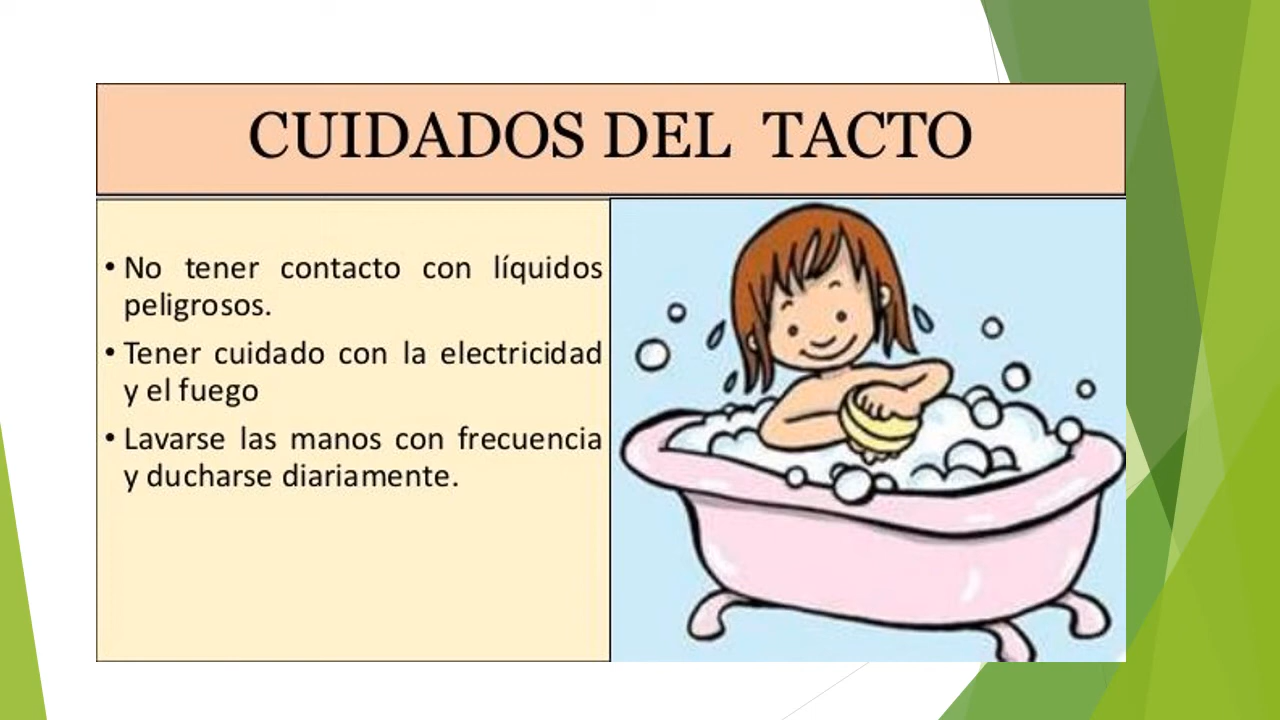 CUIDADOS DEL TACTO
• No tener contacto con líquidos
peligrosos.
• Tener cuidado con la electricidad
y el fuego
• Lavarse las manos con frecuencia
y ducharse diariamente.